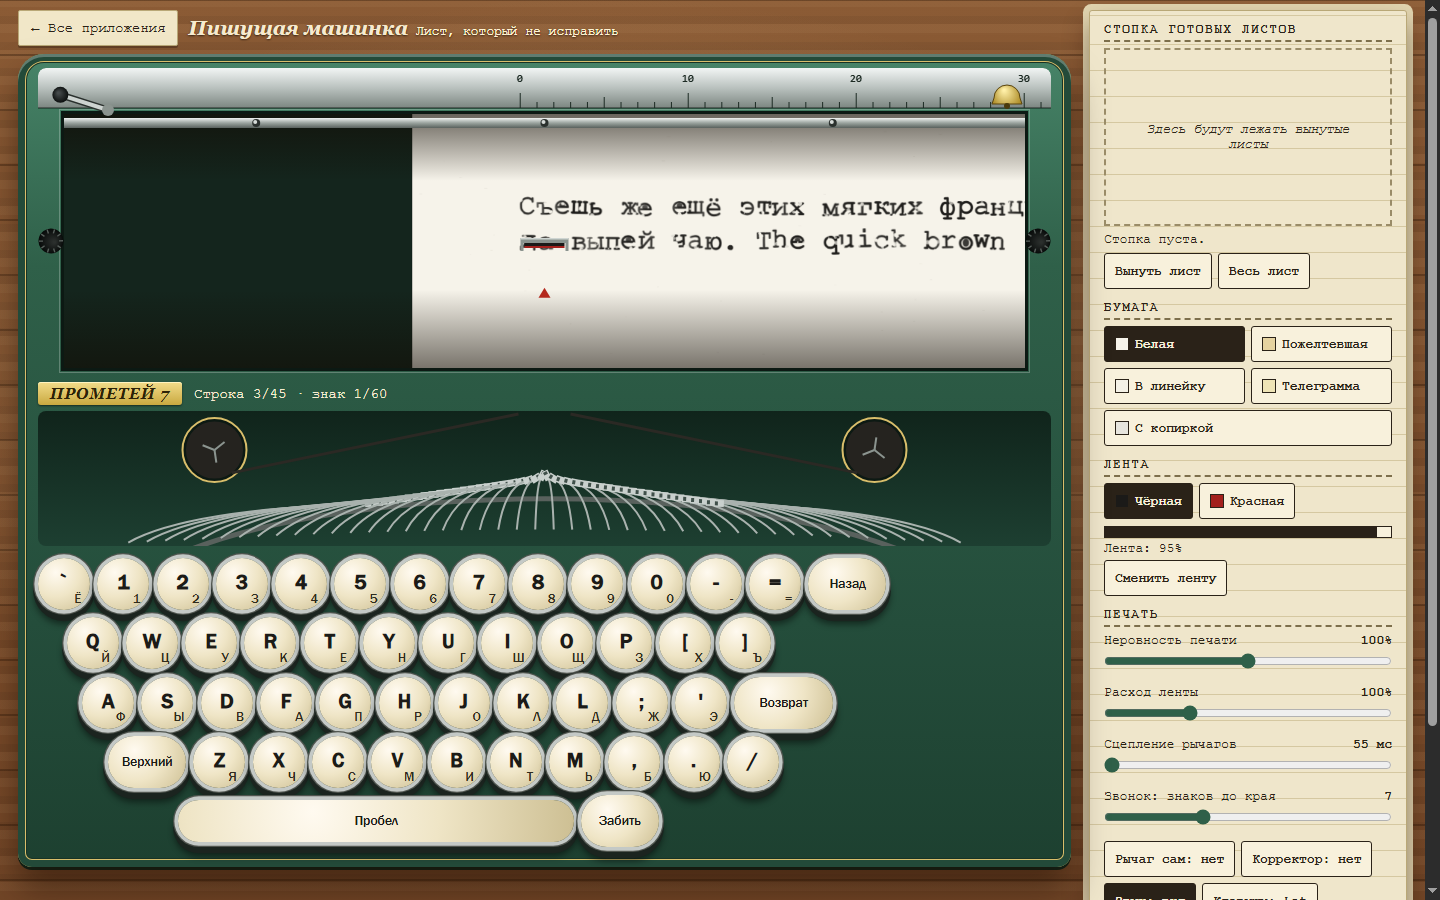 ← Все приложения
Пишущая машинка Лист, который не исправить
0 10 20 30
Съешь же ещё этих мягких франц
да выпей чаю. The quick brown
ПРОМЕТЕЙ 7
Строка 3/45 · знак 1/60
` Ё 1 1 2 2 3 3 4 4 5 5 6 6 7 7 8 8 9 9 0 0 - - = = Назад
Q Й W Ц E У R К T Е Y Н U Г I Ш O Щ P З [ Х ] Ъ
A Ф S Ы D В F А G П H Р J О K Л L Д ; Ж ' Э Возврат
Верхний Z Я X Ч C С V М B И N Т M Ь , Б . Ю / .
Пробел Забить
СТОПКА ГОТОВЫХ ЛИСТОВ
Здесь будут лежать вынутые
листы
Стопка пуста.
Вынуть лист Весь лист
БУМАГА
Белая Пожелтевшая
В линейку Телеграмма
С копиркой
ЛЕНТА
Чёрная Красная
Лента: 95%
Сменить ленту
ПЕЧАТЬ
Неровность печати 100%
Расход ленты 100%
Сцепление рычагов 55 мс
Звонок: знаков до края 7
Рычаг сам: нет Корректор: нет